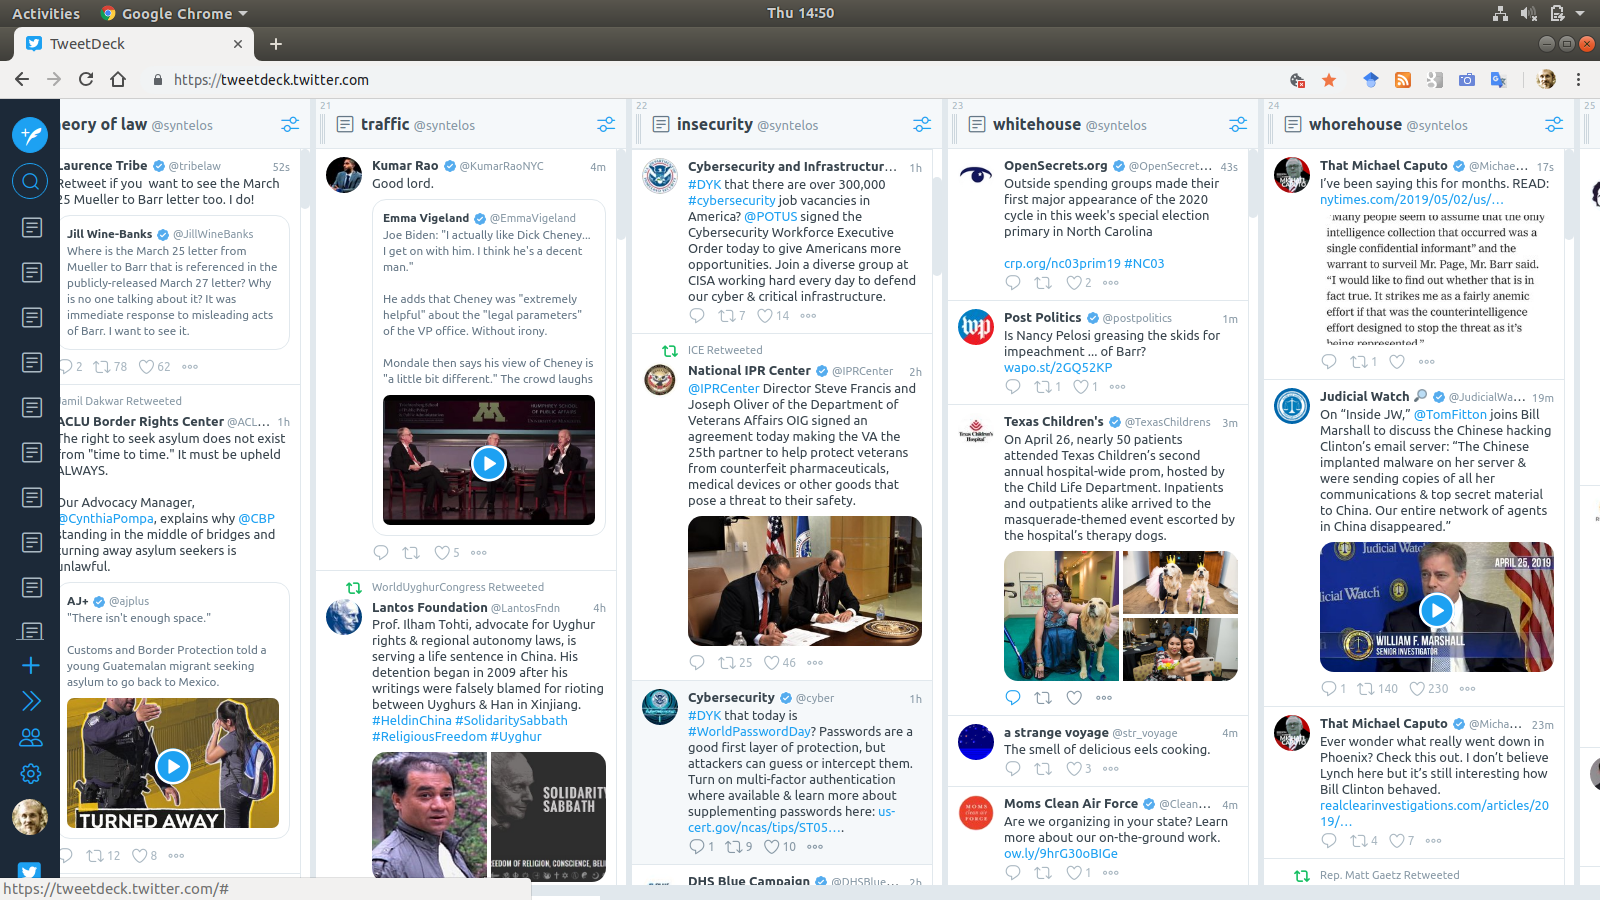 Activities
Google Chrome
Thu 14:50
TweetDeck
https://tweetdeck.twitter.com
eory of law @syntelos
Laurence Tribe @tribelaw 52s
Retweet if you want to see the March
25 Mueller to Barr letter too. I do!
Jill Wine-Banks @JillWineBanks
Where is the March 25 letter from
Mueller to Barr that is referenced in the
publicly-released March 27 letter? Why
is no one talking about it? It was
immediate response to misleading acts
of Barr. I want to see it.
2 78 62
Jamil Dakwar Retweeted
ACLU Border Rights Center @ACL... 1h
The right to seek asylum does not exist
from "time to time." It must be upheld
ALWAYS.
Our Advocacy Manager,
@CynthiaPompa, explains why @CBP
standing in the middle of bridges and
turning away asylum seekers is
unlawful.
AJ+ @ajplus
"There isn't enough space."
Customs and Border Protection told a
young Guatemalan migrant seeking
asylum to go back to Mexico.
TURNED AWAY
12 8
https://tweetdeck.twitter.com/#
21
traffic @syntelos
Kumar Rao @KumarRaoNYC 4m
Good lord.
Emma Vigeland @EmmaVigeland
Joe Biden: "I actually like Dick Cheney...
I get on with him. I think he's a decent
man."
He adds that Cheney was "extremely
helpful" about the "legal parameters"
of the VP office. Without irony.
Mondale then says his view of Cheney is
"a little bit different." The crowd laughs
5
WorldUyghurCongress Retweeted
Lantos Foundation @LantosFndn 4h
Prof. Ilham Tohti, advocate for Uyghur
rights & regional autonomy laws, is
serving a life sentence in China. His
detention began in 2009 after his
writings were falsely blamed for rioting
between Uyghurs & Han in Xinjiang.
#HeldinChina #SolidaritySabbath
#ReligiousFreedom #Uyghur
SOLIDARITY
SABBATH
EEDOM OF RELIGION, CONSCIENCE, BELI
22
insecurity @syntelos
Cybersecurity and Infrastructur... 1h
#DYK that there are over 300,000
#cybersecurity job vacancies in
America? @POTUS signed the
Cybersecurity Workforce Executive
Order today to give Americans more
opportunities. Join a diverse group at
CISA working hard every day to defend
our cyber & critical infrastructure.
7 14
ICE Retweeted
National IPR Center @IPRCenter 2h
@IPRCenter Director Steve Francis and
Joseph Oliver of the Department of
Veterans Affairs OIG signed an
agreement today making the VA the
25th partner to help protect veterans
from counterfeit pharmaceuticals,
medical devices or other goods that
pose a threat to their safety.
25 46
Cybersecurity @cyber 1h
#DYK that today is
#WorldPasswordDay? Passwords are a
good first layer of protection, but
attackers can guess or intercept them.
Turn on multi-factor authentication
where available & learn more about
supplementing passwords here: us-
cert.gov/ncas/tips/ST05....
1 9 10
DHS Blue Campaign @DHSBlue... 2h
23
whitehouse @syntelos
OpenSecrets.org @OpenSecret... 43s
Outside spending groups made their
first major appearance of the 2020
cycle in this week's special election
primary in North Carolina
crp.org/nc03prim19 #NC03
2
Post Politics @postpolitics 1m
Is Nancy Pelosi greasing the skids for
impeachment ... of Barr?
wapo.st/2GQ52KP
1 1
Texas Children's @TexasChildrens 3m
On April 26, nearly 50 patients
attended Texas Children's second
annual hospital-wide prom, hosted by
the Child Life Department. Inpatients
and outpatients alike arrived to the
masquerade-themed event escorted by
the hospital's therapy dogs.
a strange voyage @str_voyage 4m
The smell of delicious eels cooking.
3
Moms Clean Air Force @Clean... 4m
Are we organizing in your state? Learn
more about our on-the-ground work.
ow.ly/9hrG30oBIGe
1
24
whorehouse @syntelos
That Michael Caputo @Michae... 17s
I've been saying this for months. READ:
nytimes.com/2019/05/02/us/...
"Many people seem to assume that the only
intelligence collection that occurred was a
single confidential informant" and the
warrant to surveil Mr. Page, Mr. Barr said.
"I would like to find out whether that is in
fact true. It strikes me as a fairly anemic
effort if that was the counterintelligence
effort designed to stop the threat as it's
being represented."
1
Judicial Watch @JudicialWa... 19m
On "Inside JW," @TomFitton joins Bill
Marshall to discuss the Chinese hacking
Clinton's email server: "The Chinese
implanted malware on her server &
were sending copies of all her
communications & top secret material
to China. Our entire network of agents
in China disappeared."
Judicial Watch
APRIL 25, 2019
WILLIAM F. MARSHALL
SENIOR INVESTIGATOR
1 140 230
That Michael Caputo @Micha... 23m
Ever wonder what really went down in
Phoenix? Check this out. I don't believe
Lynch here but it's still interesting how
Bill Clinton behaved.
realclearinvestigations.com/articles/20
19/...
4 7
Rep. Matt Gaetz Retweeted
25